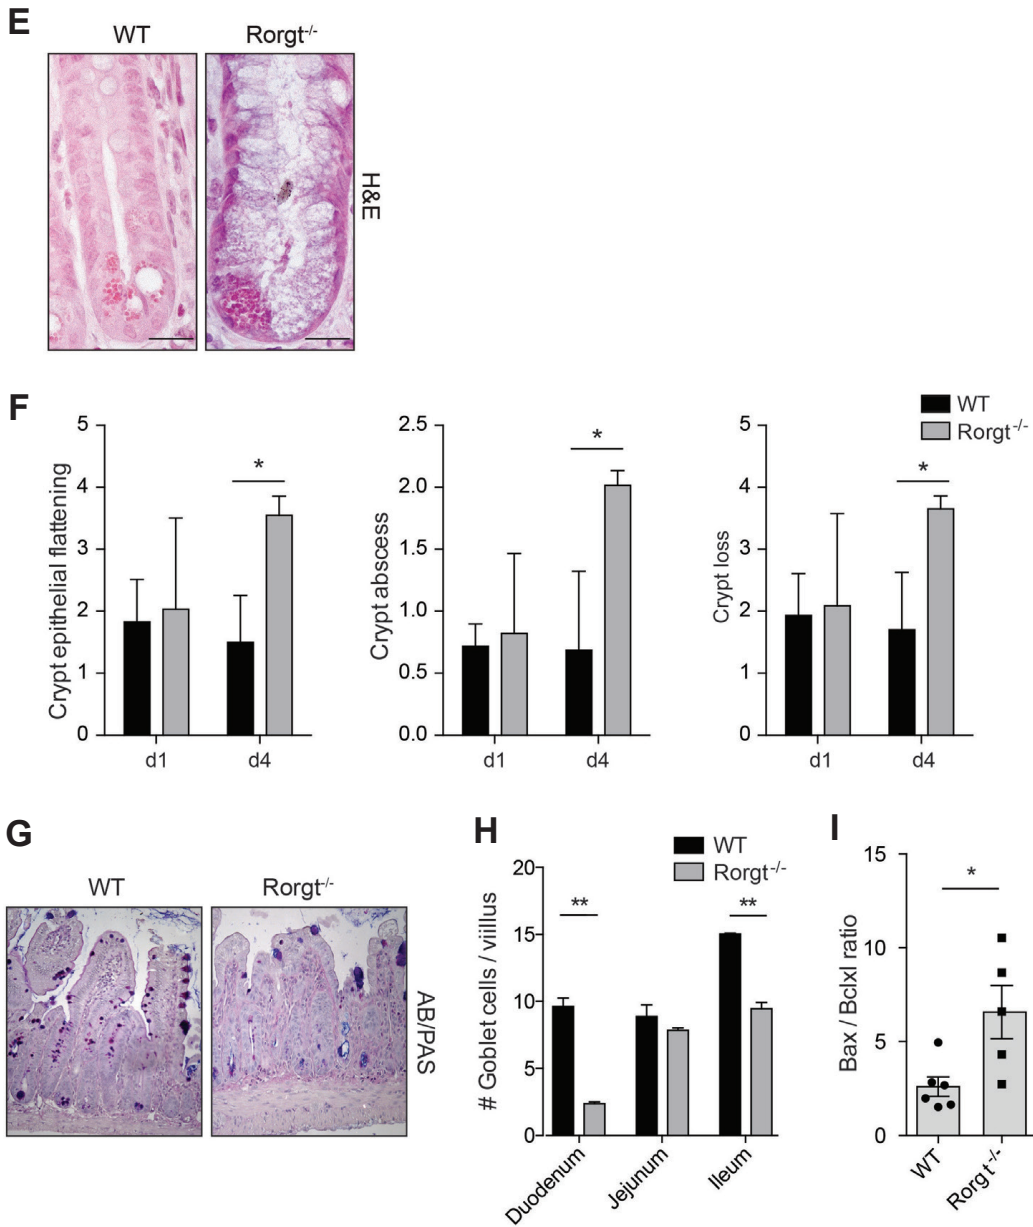 E
WT Rorgt-/-
H&E
F
WT
Rorgt-/-
Crypt epithelial flattening
5
4
3
2
1
0
*
d1 d4
Crypt abscess
2.5
2.0
1.5
1.0
0.5
0.0
*
d1 d4
Crypt loss
5
4
3
2
1
0
*
d1 d4
G
WT Rorgt-/-
AB/PAS
H
WT
Rorgt-/-
# Goblet cells / viillus
20
15
10
5
0
** **
Duodenum Jejunum Ileum
I
Bax / Bclxl ratio
15
10
5
0
*
WT Rorgt-/-